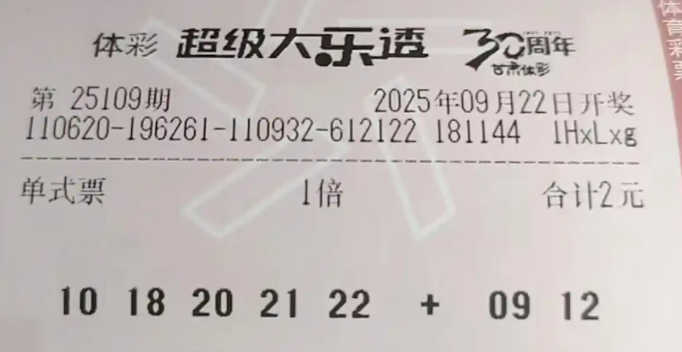 体彩 超级大乐透 30周年
甘肃体彩
第 25109期 2025年09月22日开奖
110620-196261-110932-612122 181144 1HxLxg
单式票 1倍 合计2元
10 18 20 21 22 + 09 12
体育彩票